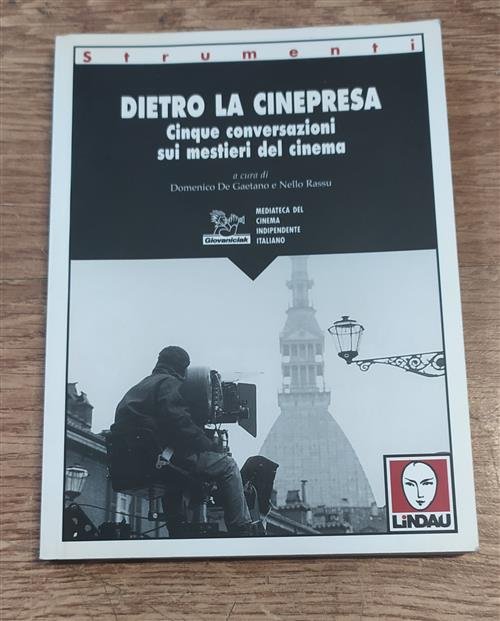 Strumenti
DIETRO LA CINEPRESA
Cinque conversazioni
sui mestieri del cinema
a cura di
Domenico De Gaetano e Nello Rassu
Giovaniciak
MEDIATECA DEL
CINEMA
INDIPENDENTE
ITALIANO
LiNDAU